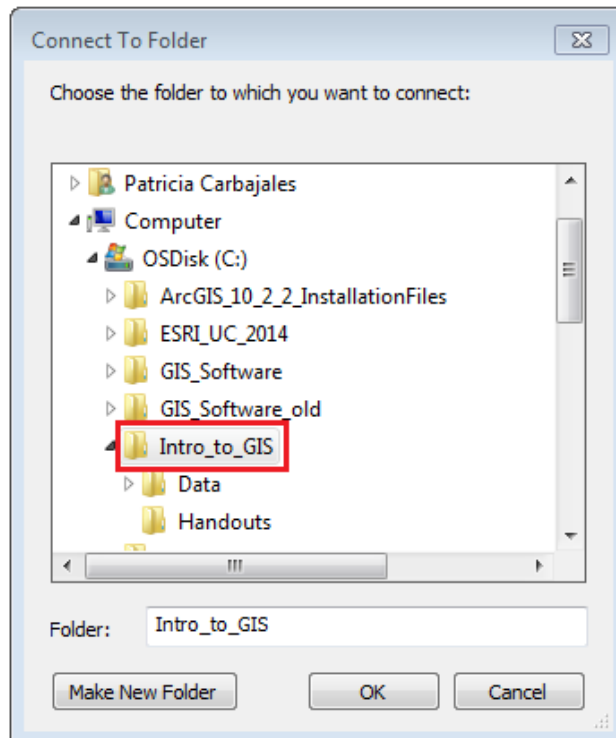 Connect To Folder
Choose the folder to which you want to connect:
Patricia Carbajales
Computer
OSDisk (C:)
ArcGIS_10_2_2_InstallationFiles
ESRI_UC_2014
GIS_Software
GIS_Software_old
Intro_to_GIS
Data
Handouts
Folder: Intro_to_GIS
Make New Folder OK Cancel